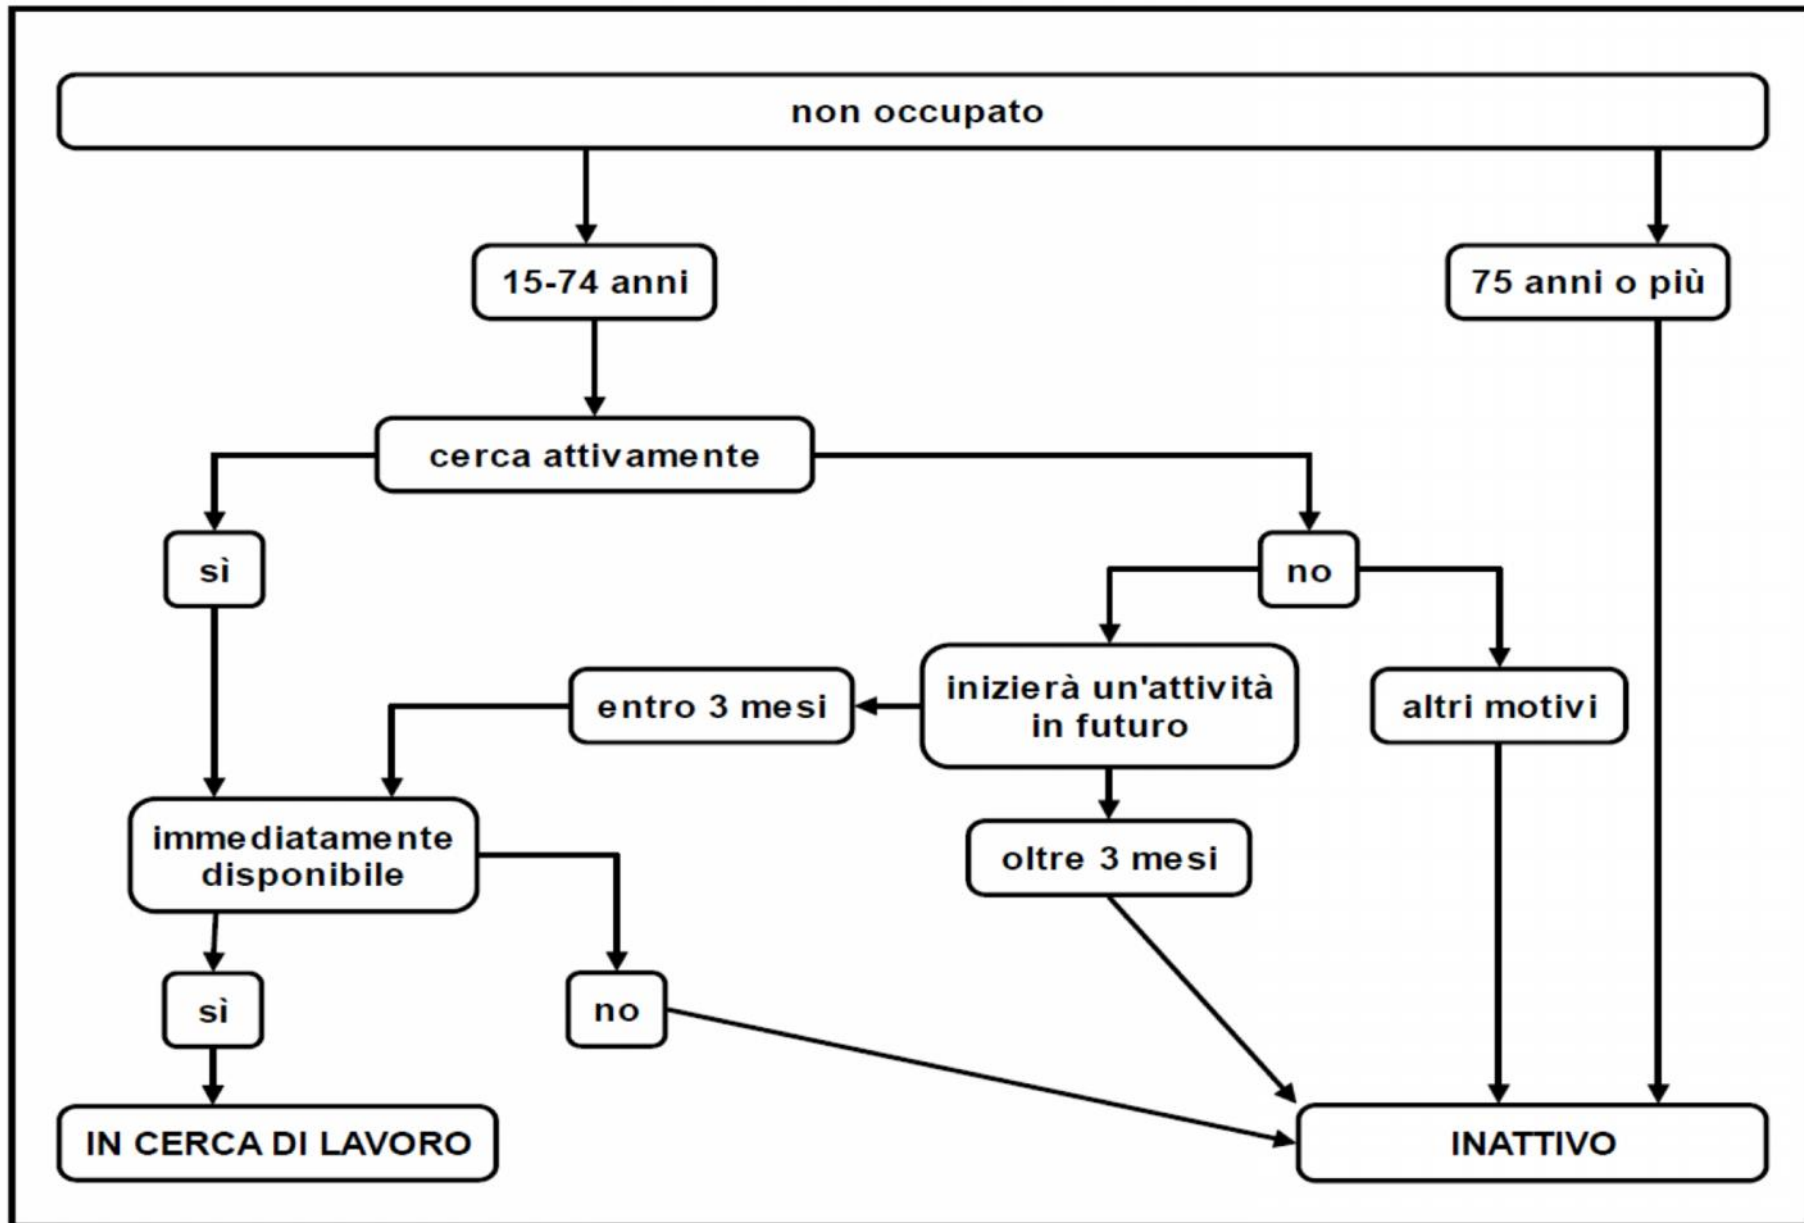 non occupato
15-74 anni
75 anni o più
cerca attivamente
sì
no
entro 3 mesi
inizierà un'attività
in futuro
altri motivi
immediatamente
disponibile
oltre 3 mesi
sì
no
IN CERCA DI LAVORO
INATTIVO